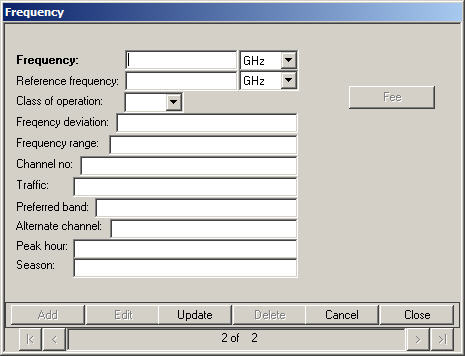 Frequency
Frequency: GHz
Reference frequency: GHz
Fee
Class of operation:
Freqency deviation:
Frequency range:
Channel no:
Traffic:
Preferred band:
Alternate channel:
Peak hour:
Season:
Add Edit Update Delete Cancel Close
2 of 2